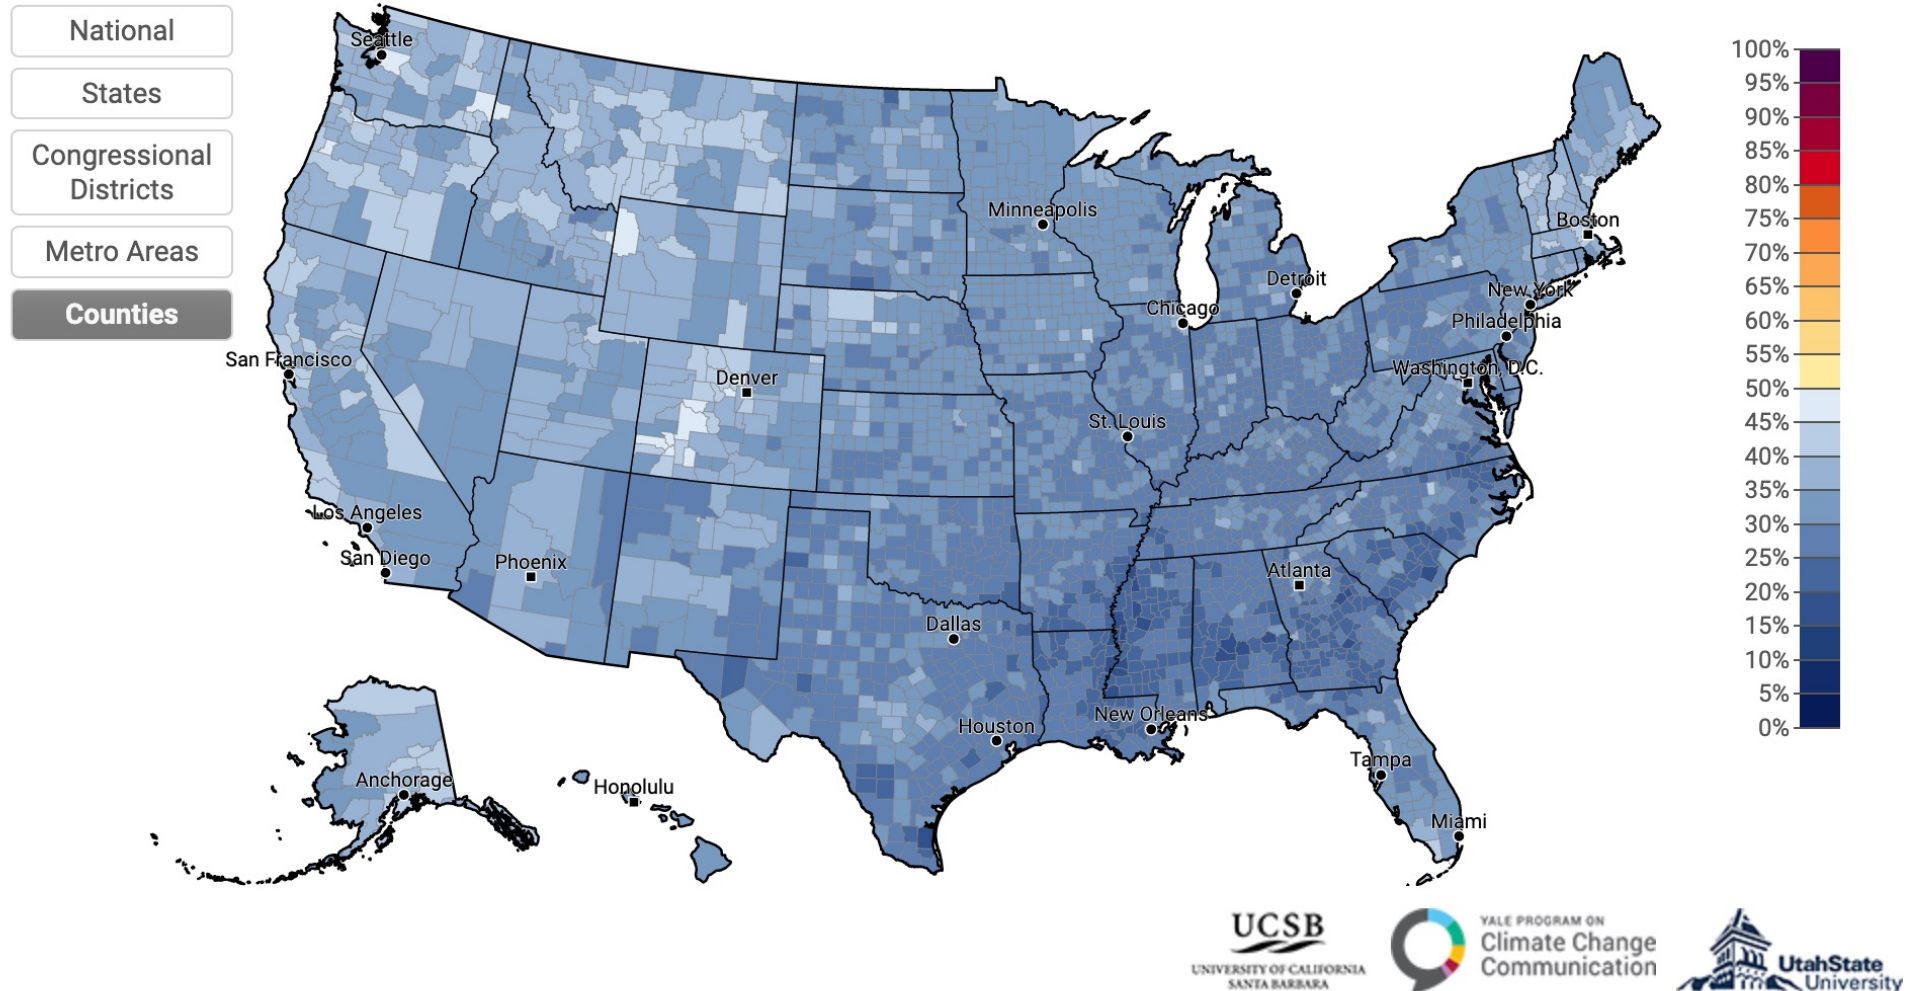 National
States
Congressional
Districts
Metro Areas
Counties
Seattle
Minneapolis
Boston
Detroit
New York
Chicago
Philadelphia
San Francisco
Denver
Washington, D.C.
St. Louis
Los Angeles
San Diego
Phoenix
Atlanta
Dallas
New Orleans
Houston
Tampa
Anchorage
Honolulu
Miami
100%
95%
90%
85%
80%
75%
70%
65%
60%
55%
50%
45%
40%
35%
30%
25%
20%
15%
10%
5%
0%
UCSB
UNIVERSITY OF CALIFORNIA
SANTA BARBARA
YALE PROGRAM ON
Climate Change
Communication
UtahState
University